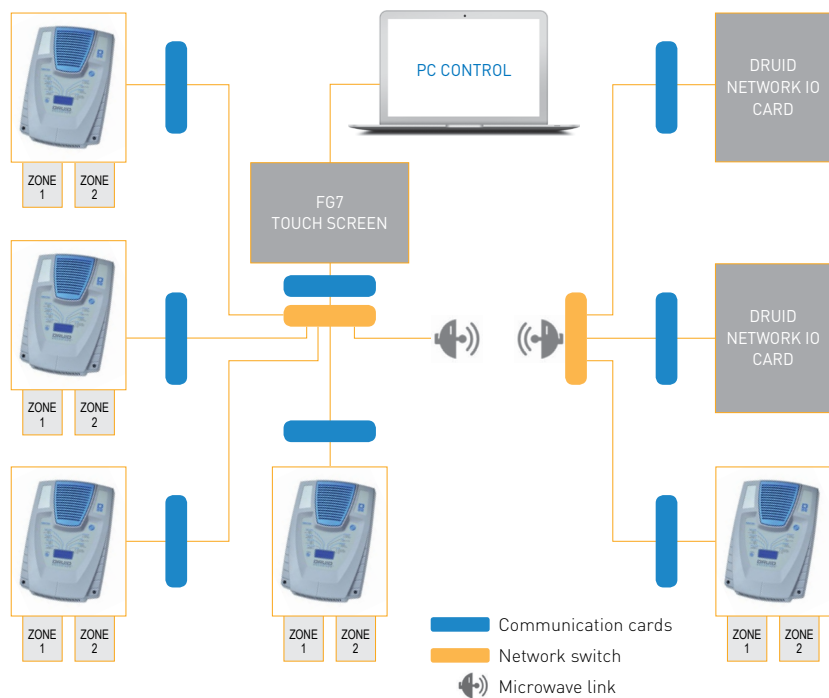 PC CONTROL
DRUID
NETWORK IO
CARD
ZONE
1
ZONE
2
FG7
TOUCH SCREEN
ZONE
1
ZONE
2
DRUID
NETWORK IO
CARD
ZONE
1
ZONE
2
ZONE
1
ZONE
2
ZONE
1
ZONE
2
Communication cards
Network switch
Microwave link